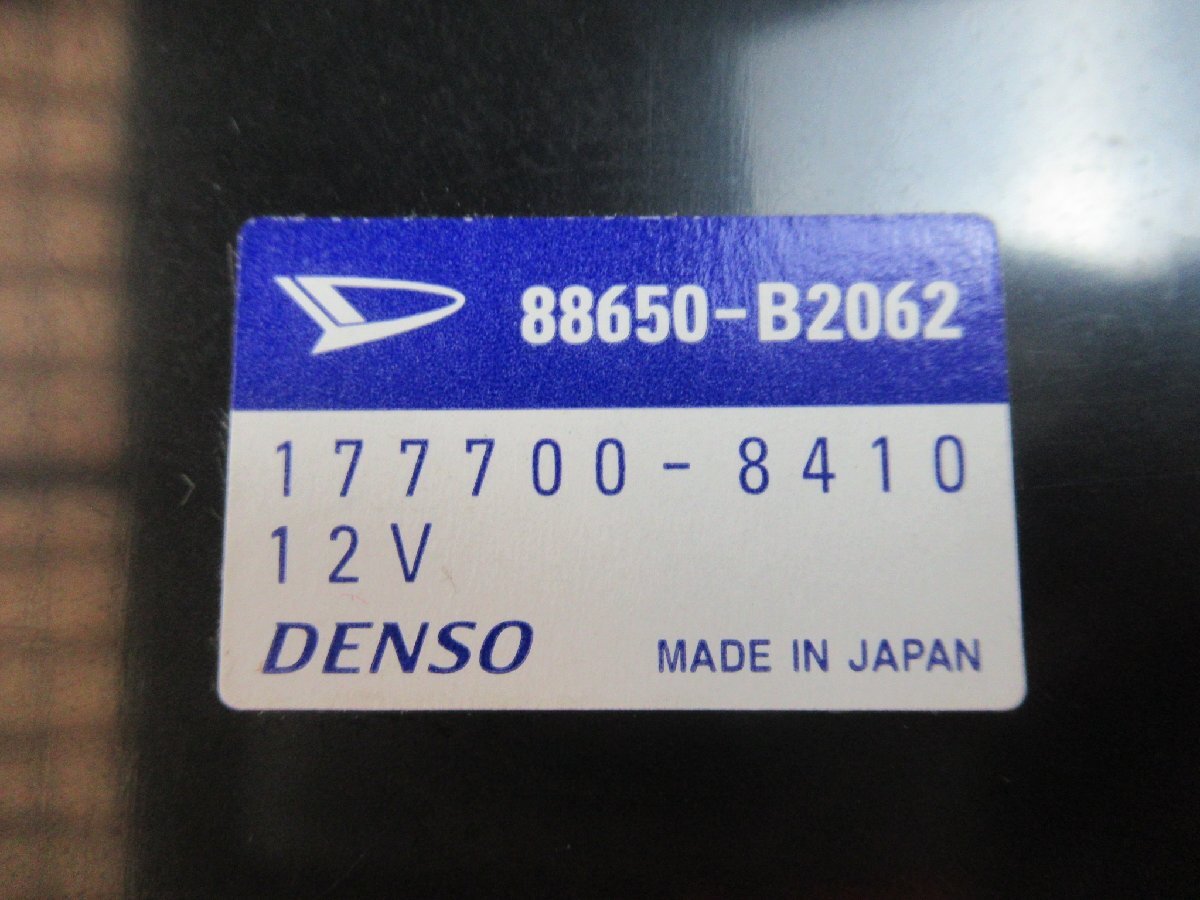 88650-B2062
177700-8410
12V
DENSO MADE IN JAPAN